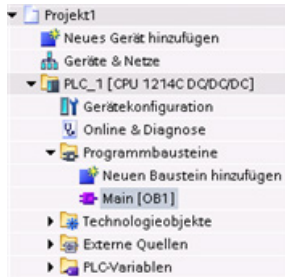 Projekt1
Neues Gerät hinzufügen
Geräte & Netze
PLC_1 [CPU 1214C DC/DC/DC]
Gerätekonfiguration
Online & Diagnose
Programmbausteine
Neuen Baustein hinzufügen
Main [OB1]
Technologieobjekte
Externe Quellen
PLC-Variablen